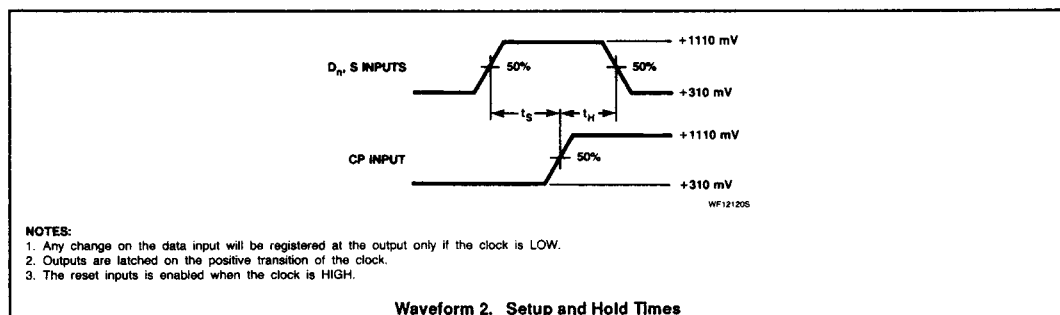 +1110 mV
Dn, S INPUTS
50%
50%
+310 mV
tS
tH
+1110 mV
CP INPUT
50%
+310 mV
WF12120S
NOTES:
1. Any change on the data input will be registered at the output only if the clock is LOW.
2. Outputs are latched on the positive transition of the clock.
3. The reset inputs is enabled when the clock is HIGH.
Waveform 2. Setup and Hold Times